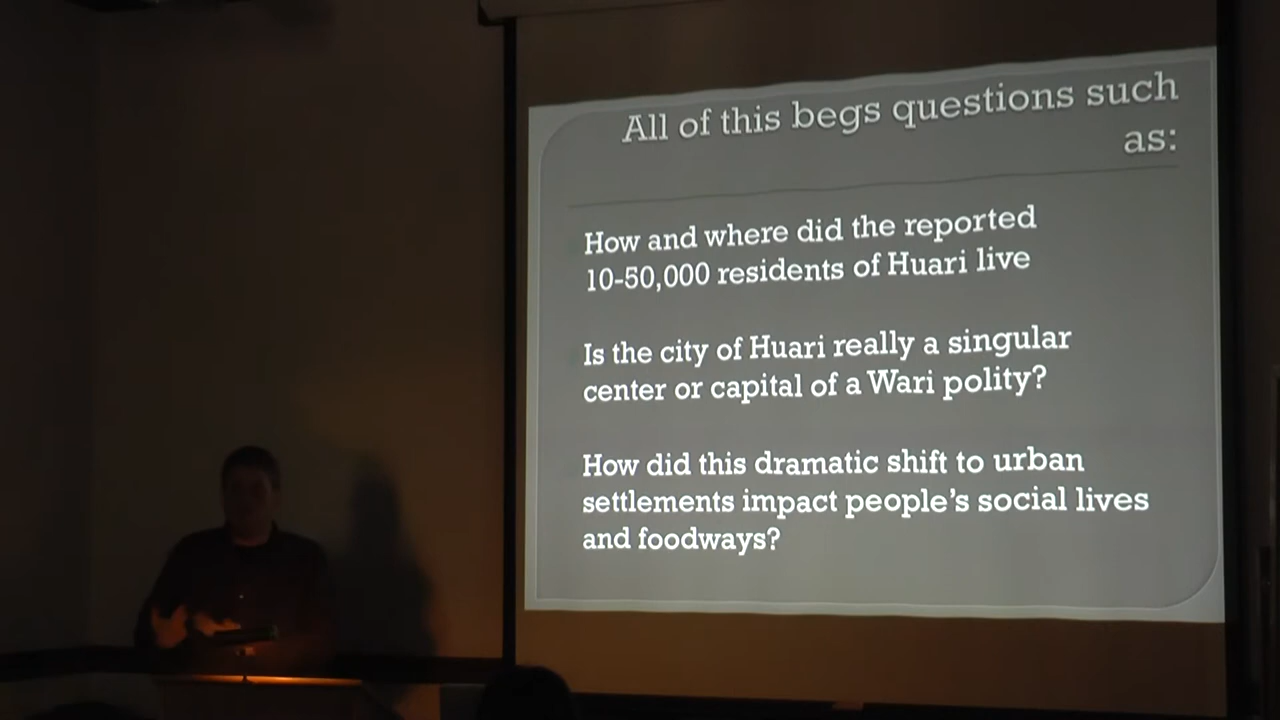 All of this begs questions such
as:
How and where did the reported
10-50,000 residents of Huari live
Is the city of Huari really a singular
center or capital of a Wari polity?
How did this dramatic shift to urban
settlements impact people's social lives
and foodways?